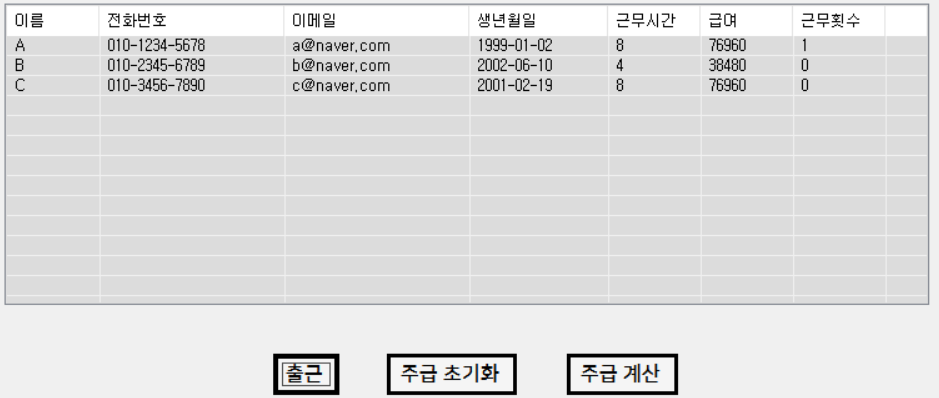 이름 전화번호 이메일 생년월일 근무시간 급여 근무횟수
A 010-1234-5678 a@naver.com 1999-01-02 8 76960 1
B 010-2345-6789 b@naver.com 2002-06-10 4 38480 0
C 010-3456-7890 c@naver.com 2001-02-19 8 76960 0
출근 주급 초기화 주급 계산